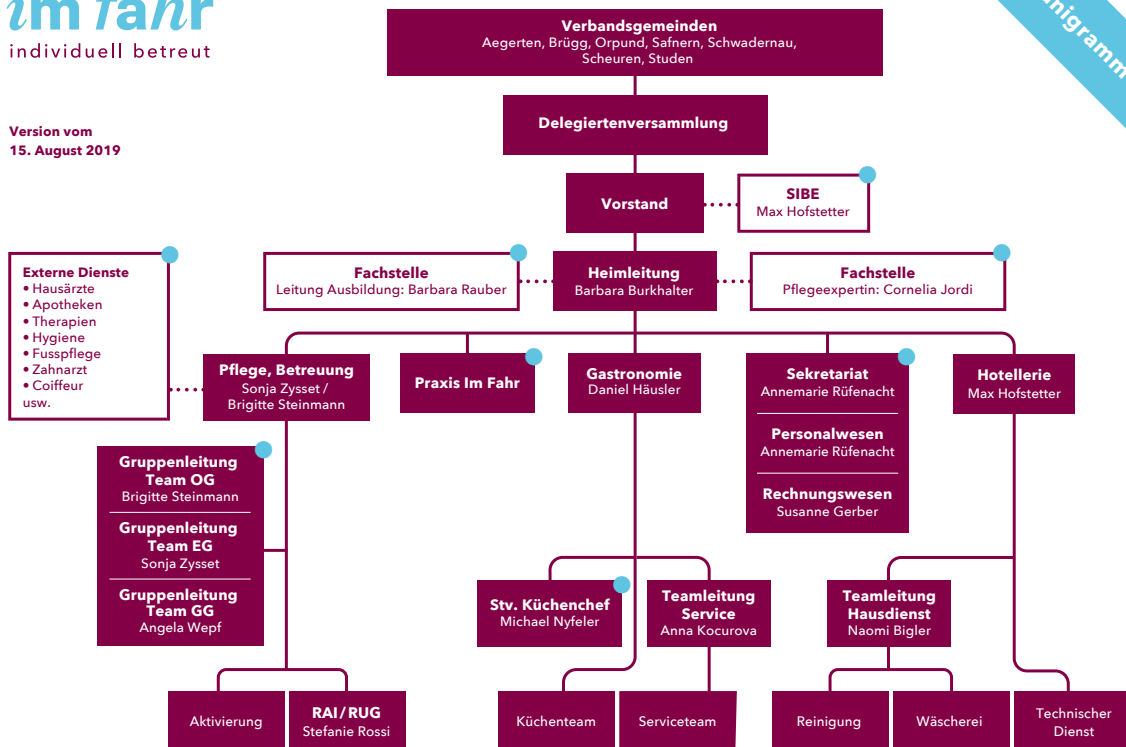 im fahr
individuell betreut
Version vom
15. August 2019
Verbandsgemeinden
Aegerten, Brügg, Orpund, Safnern, Schwadernau,
Scheuren, Studen
Delegiertenversammlung
Vorstand
SIBE
Max Hofstetter
Externe Dienste
• Hausärzte
• Apotheken
• Therapien
• Hygiene
• Fusspflege
• Zahnarzt
• Coiffeur
usw.
Fachstelle
Leitung Ausbildung: Barbara Rauber
Heimleitung
Barbara Burkhalter
Fachstelle
Pflegeexpertin: Cornelia Jordi
Pflege, Betreuung
Sonja Zysset /
Brigitte Steinmann
Praxis Im Fahr
Gastronomie
Daniel Häusler
Sekretariat
Annemarie Rüfenacht
Personalwesen
Annemarie Rüfenacht
Rechnungswesen
Susanne Gerber
Hotellerie
Max Hofstetter
Gruppenleitung
Team OG
Brigitte Steinmann
Gruppenleitung
Team EG
Sonja Zysset
Gruppenleitung
Team GG
Angela Wepf
Stv. Küchenchef
Michael Nyfeler
Teamleitung
Service
Anna Kocurova
Teamleitung
Hausdienst
Naomi Bigler
Aktivierung
RAI/RUG
Stefanie Rossi
Küchenteam
Serviceteam
Reinigung
Wäscherei
Technischer
Dienst